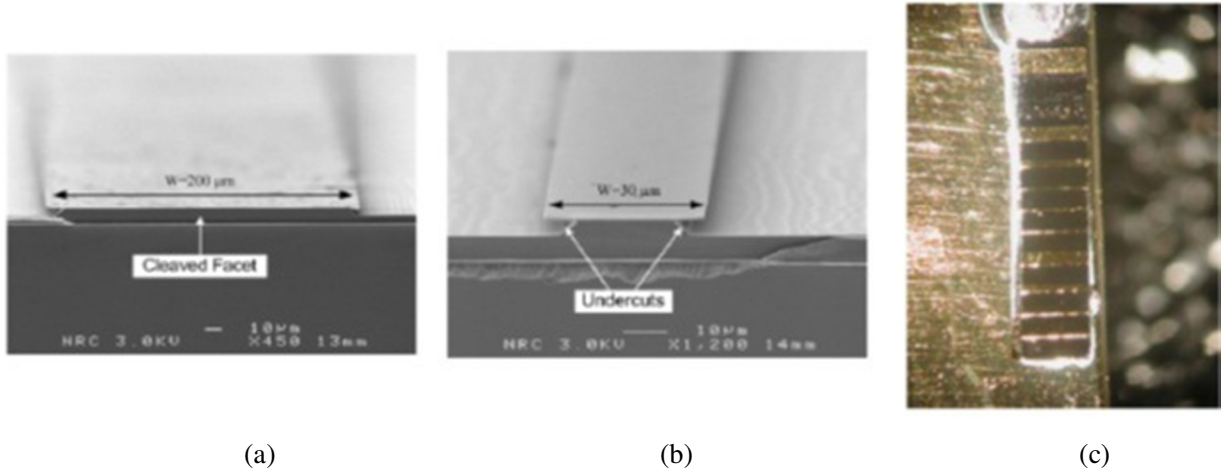 W=200 μm
Cleaved Facet
10μm
NRC 3.0KV X450 13mm
W=30 μm
Undercuts
10μm
NRC 3.0KV X1,200 14mm
(a)
(b)
(c)